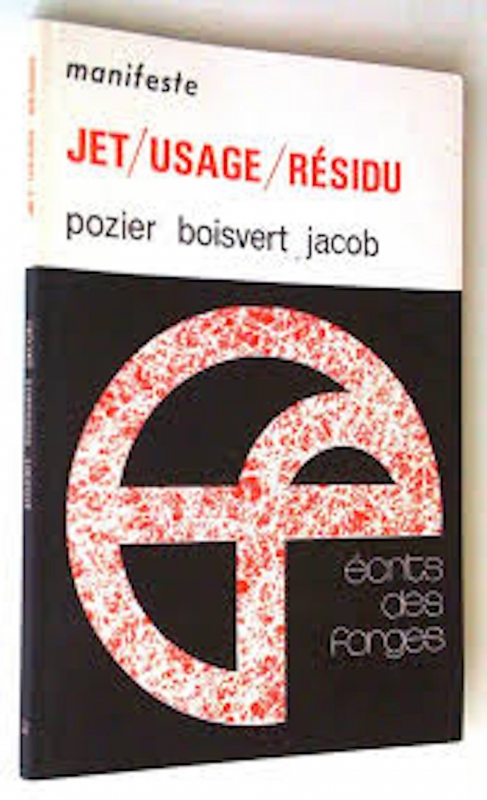 manifeste
JET/USAGE/RÉSIDU
pozier boisvert jacob
écrits
des
forges